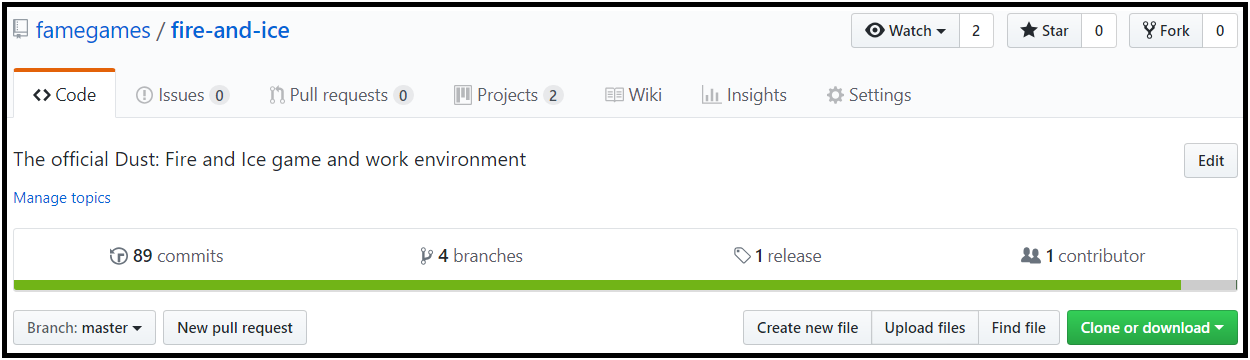 famegames / fire-and-ice Watch 2 Star 0 Fork 0
Code Issues 0 Pull requests 0 Projects 2 Wiki Insights Settings
The official Dust: Fire and Ice game and work environment Edit
Manage topics
89 commits 4 branches 1 release 1 contributor
Branch: master New pull request Create new file Upload files Find file Clone or download